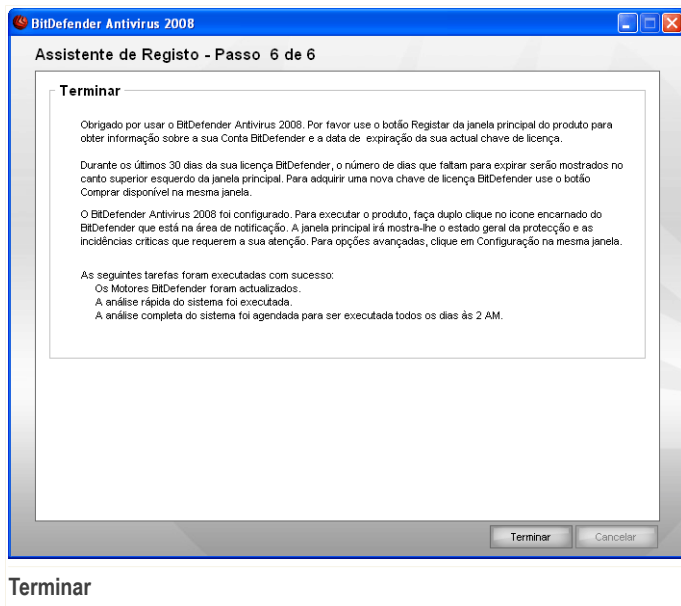 BitDefender Antivirus 2008
Assistente de Registo - Passo 6 de 6
Terminar
Obrigado por usar o BitDefender Antivirus 2008. Por favor use o botão Registar da janela principal do produto para
obter informação sobre a sua Conta BitDefender e a data de expiração da sua actual chave de licença.
Durante os últimos 30 dias da sua licença BitDefender, o número de dias que faltam para expirar serão mostrados no
canto superior esquerdo da janela principal. Para adquirir uma nova chave de licença BitDefender use o botão
Comprar disponível na mesma janela.
O BitDefender Antivirus 2008 foi configurado. Para executar o produto, faça duplo clique no icone encarnado do
BitDefender que está na área de notificação. A janela principal irá mostra-lhe o estado geral da protecção e as
incidências críticas que requerem a sua atenção. Para opções avançadas, clique em Configuração na mesma janela.
As seguintes tarefas foram executadas com sucesso:
Os Motores BitDefender foram actualizados.
A análise rápida do sistema foi executada.
A análise completa do sistema foi agendada para ser executada todos os dias às 2 AM.
Terminar
Cancelar
Terminar